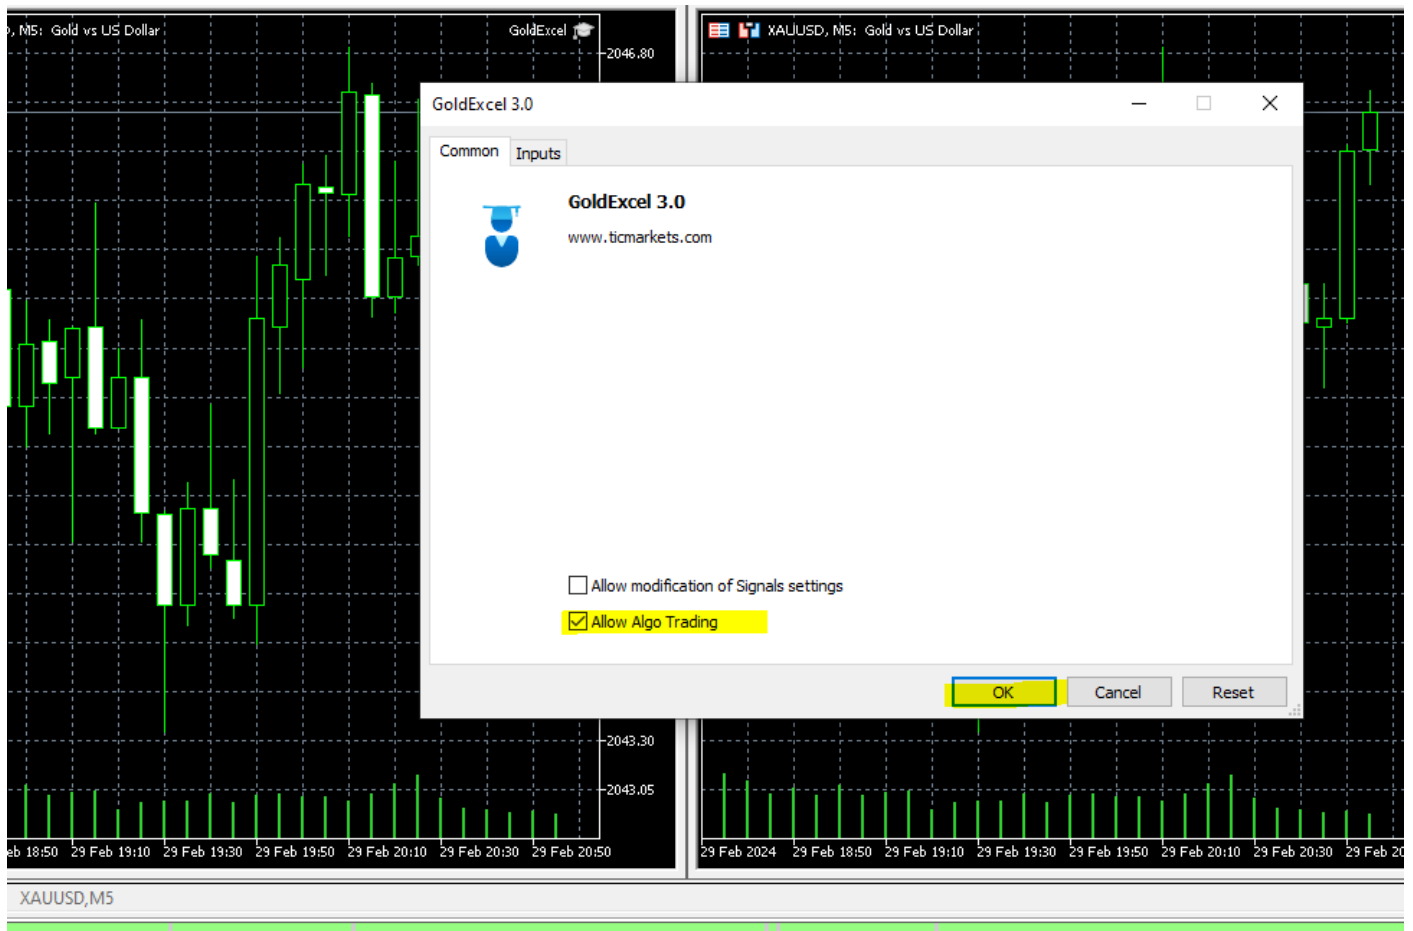 , M5: Gold vs US Dollar
GoldExcel
2046.80
XAUUSD, M5: Gold vs US Dollar
GoldExcel 3.0
Common
Inputs
GoldExcel 3.0
www.ticmarkets.com
Allow modification of Signals settings
Allow Algo Trading
OK
Cancel
Reset
2043.30
2043.05
eb 18:50 29 Feb 19:10 29 Feb 19:30 29 Feb 19:50 29 Feb 20:10 29 Feb 20:30 29 Feb 20:50
29 Feb 2024 29 Feb 18:50 29 Feb 19:10 29 Feb 19:30 29 Feb 19:50 29 Feb 20:10 29 Feb 20:30 29 Feb 20
XAUUSD,M5